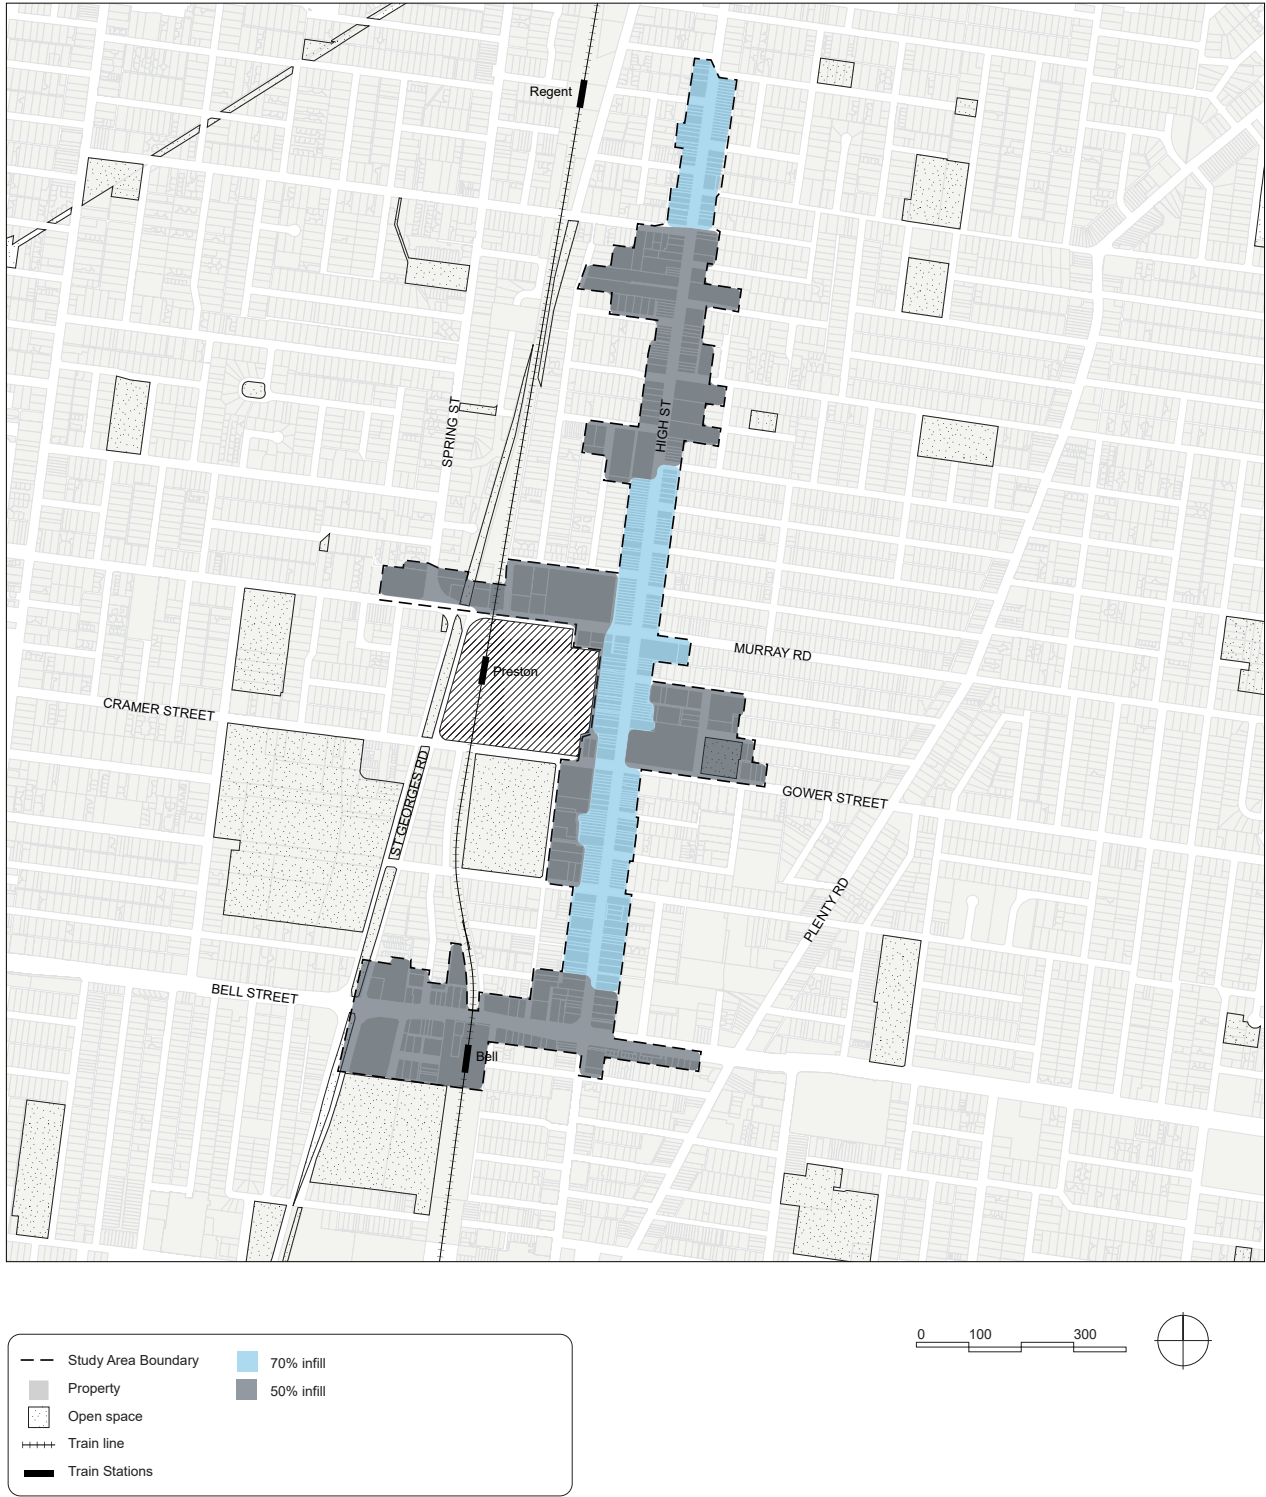 Regent
SPRING ST
HIGH ST
MURRAY RD
Preston
CRAMER STREET
ST GEORGES RD
GOWER STREET
PLENTY RD
BELL STREET
Bell
0 100 300
Study Area Boundary
Property
Open space
Train line
Train Stations
70% infill
50% infill